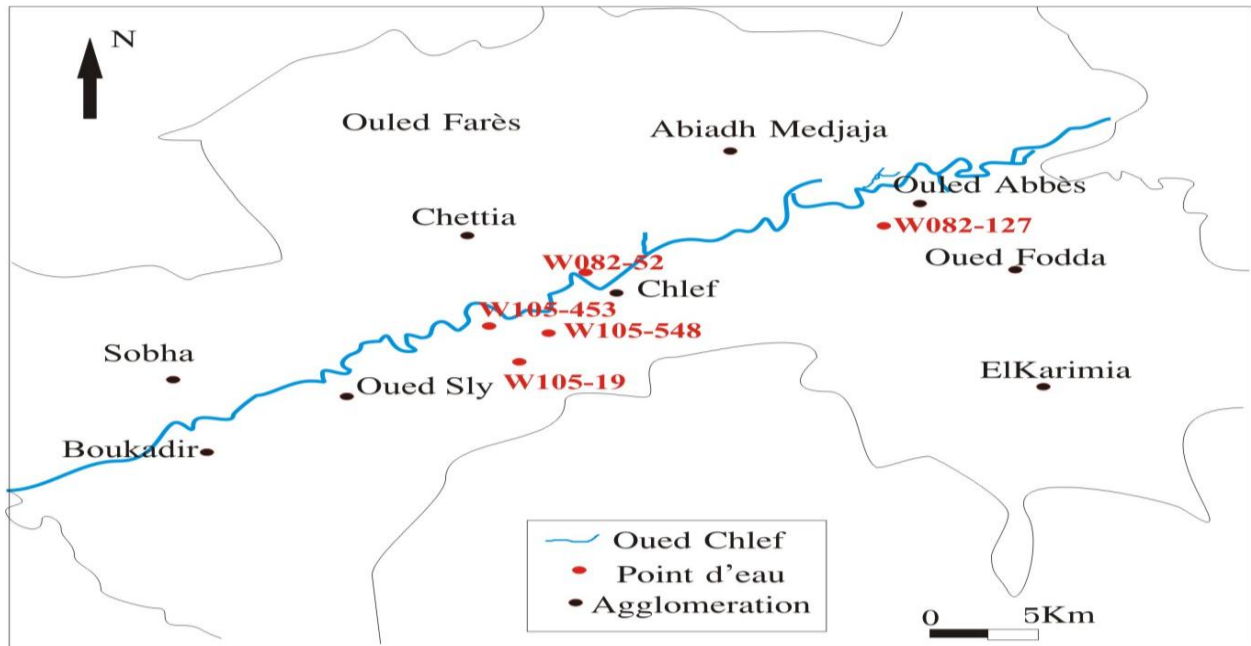 N
Ouled Farès
Abiadh Medjaja
Ouled Abbès
Chettia
W082-127
Oued Fodda
W082-52
Chlef
W105-453
W105-548
Sobha
W105-19
Oued Sly
ElKarimia
Boukadir
Oued Chlef
Point d'eau
Agglomeration
0 5Km